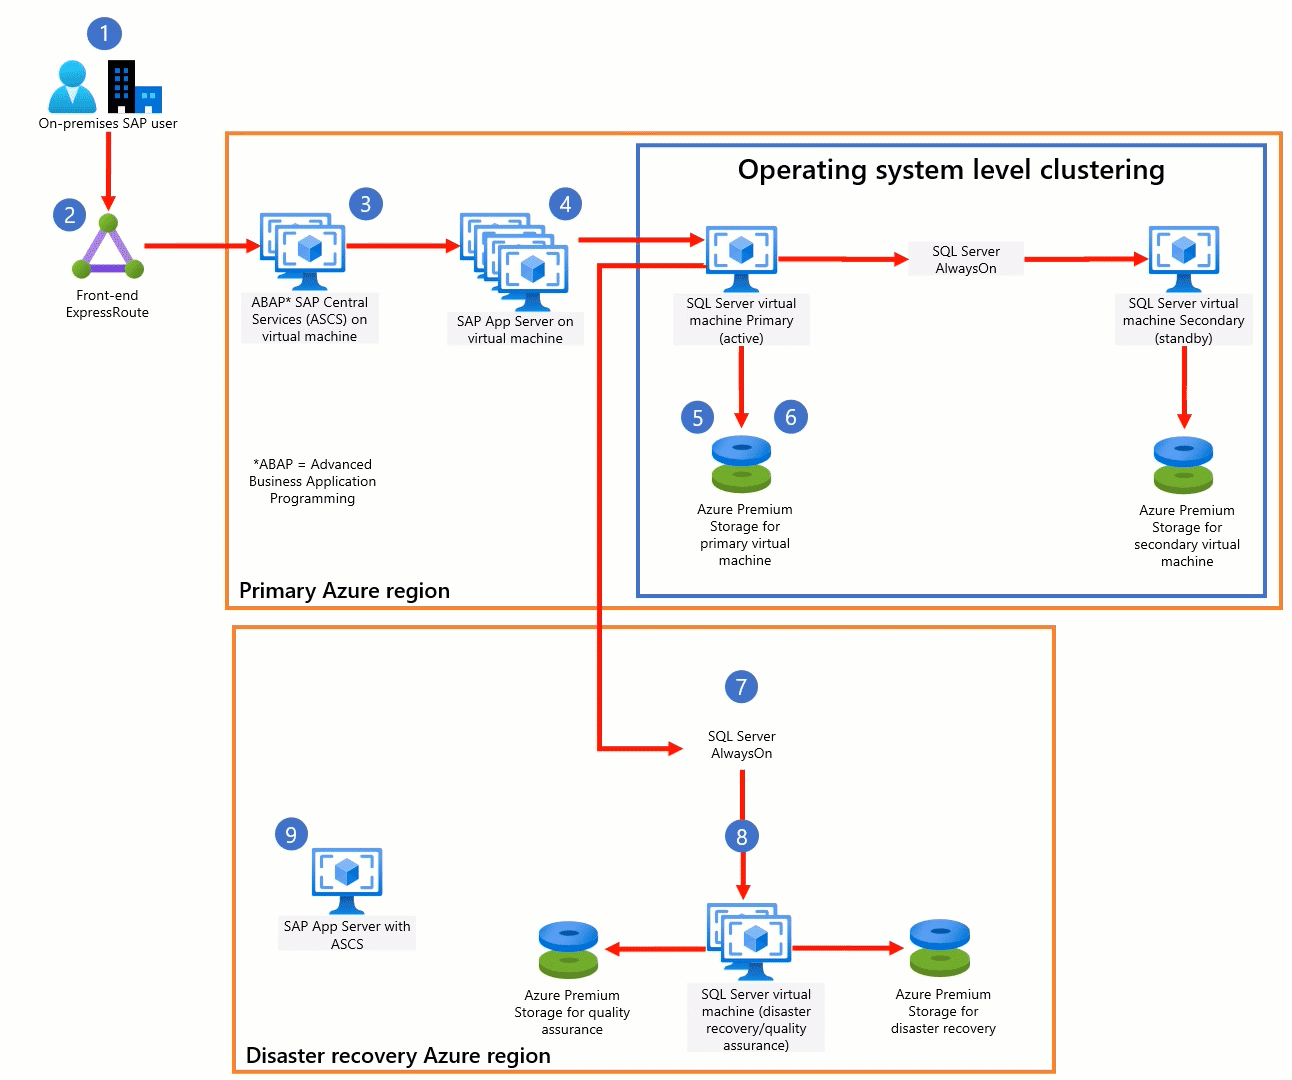 1
On-premises SAP user
2
Front-end
ExpressRoute
3
ABAP* SAP Central
Services (ASCS) on
virtual machine
4
SAP App Server on
virtual machine
*ABAP = Advanced
Business Application
Programming
Primary Azure region
Operating system level clustering
SQL Server virtual
machine Primary
(active)
SQL Server
AlwaysOn
SQL Server virtual
machine Secondary
(standby)
5
6
Azure Premium
Storage for
primary virtual
machine
Azure Premium
Storage for
secondary virtual
machine
7
SQL Server
AlwaysOn
8
9
SAP App Server with
ASCS
Azure Premium
Storage for quality
assurance
SQL Server virtual
machine (disaster
recovery/quality
assurance)
Azure Premium
Storage for
disaster recovery
Disaster recovery Azure region